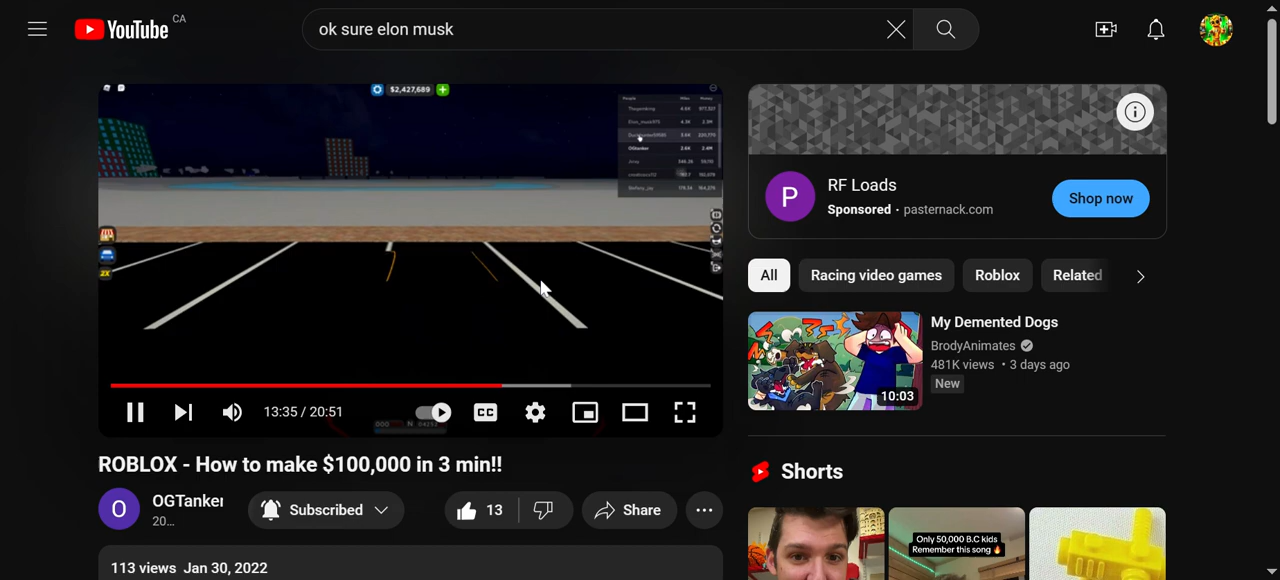 YouTube CA
ok sure elon musk
$2,427,689
2X
13:35 / 20:51
CC
ROBLOX - How to make $100,000 in 3 min!!
O
OGTanker
20…
Subscribed
13
Share
113 views Jan 30, 2022
P
RF Loads
Sponsored • pasternack.com
Shop now
All
Racing video games
Roblox
Related
My Demented Dogs
BrodyAnimates
481K views • 3 days ago
New
10:03
Shorts
Only 50,000 B.C kids
Remember this song 🔥